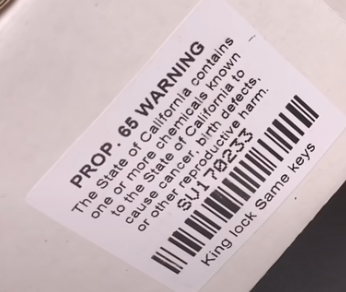 PROP. 65 WARNING
The State of California contains
one or more chemicals known
to the State of California to
cause cancer, birth defects,
or other reproductive harm.
SU170233
King lock Same keys